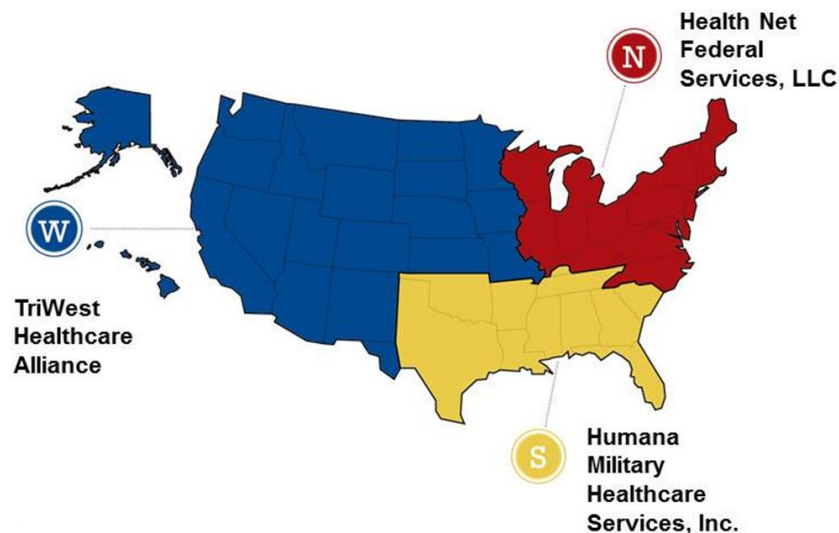 Health Net
Federal
Services, LLC
N
W
TriWest
Healthcare
Alliance
S
Humana
Military
Healthcare
Services, Inc.